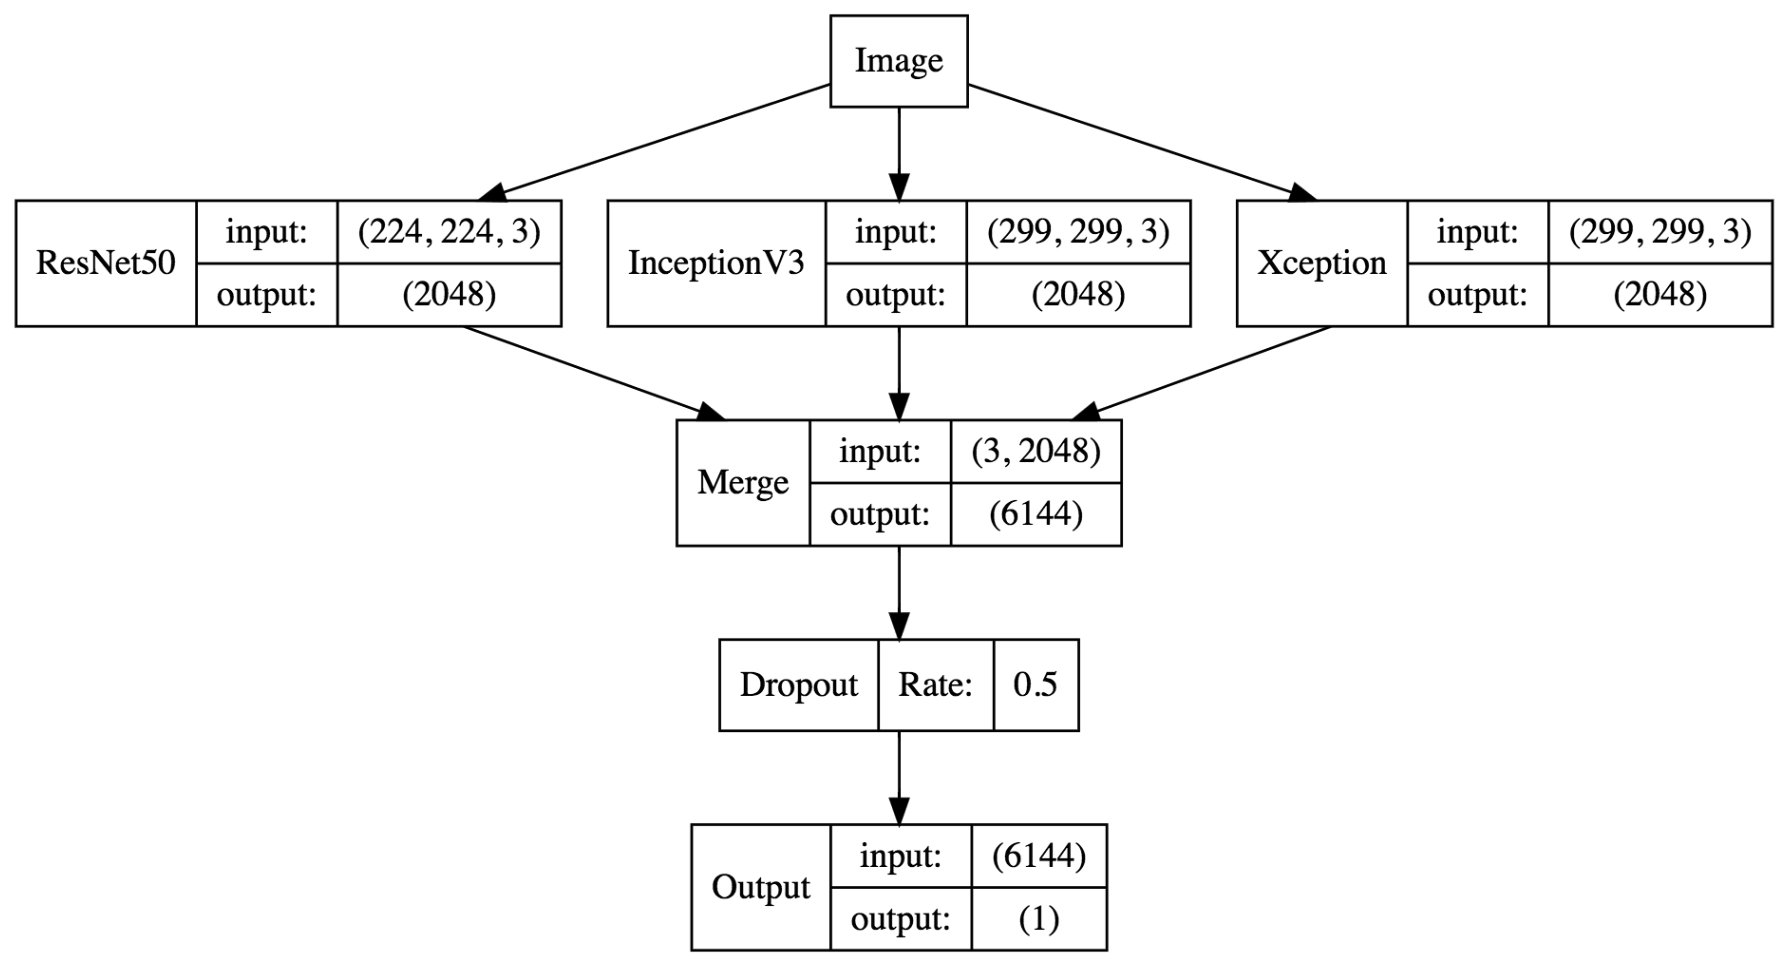 Image
ResNet50
input:
(224, 224, 3)
output:
(2048)
InceptionV3
input:
(299, 299, 3)
output:
(2048)
Xception
input:
(299, 299, 3)
output:
(2048)
Merge
input:
(3, 2048)
output:
(6144)
Dropout
Rate:
0.5
Output
input:
(6144)
output:
(1)